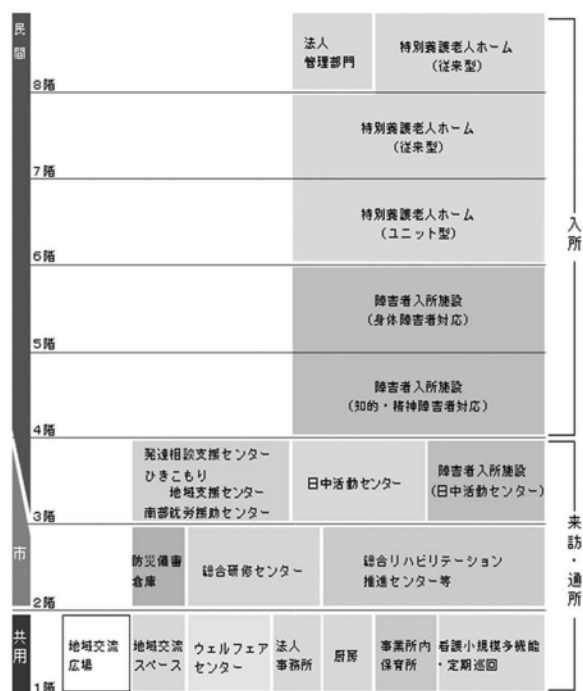 民間
法人
管理部門
特別養護老人ホーム
(従来型)
8階
特別養護老人ホーム
(従来型)
7階
特別養護老人ホーム
(ユニット型)
6階
障害者入所施設
(身体障害者対応)
5階
障害者入所施設
(知的・精神障害者対応)
4階
入所
発達相談支援センター
ひきこもり
地域支援センター
南部就労援助センター
日中活動センター
障害者入所施設
(日中活動センター)
3階
市
防災備蓄
倉庫
総合研修センター
総合リハビリテーション
推進センター等
2階
来訪・通所
共用
地域交流
広場
地域交流
スペース
ウェルフェア
センター
法人
事務所
厨房
事業所内
保育所
看護小規模多機能
・定期巡回
1階